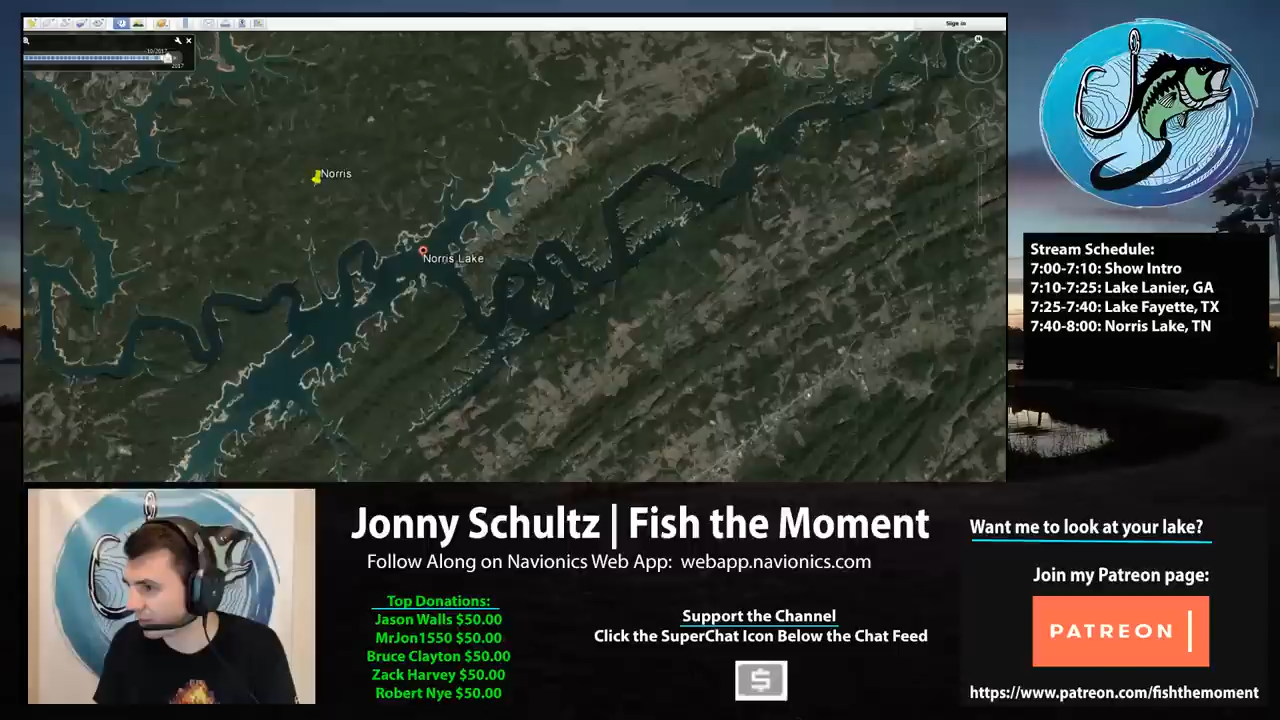 Sign in
10/2017
2017
Norris
Norris Lake
N
Stream Schedule:
7:00-7:10: Show Intro
7:10-7:25: Lake Lanier, GA
7:25-7:40: Lake Fayette, TX
7:40-8:00: Norris Lake, TN
Jonny Schultz | Fish the Moment
Follow Along on Navionics Web App: webapp.navionics.com
Top Donations:
Jason Walls $50.00
MrJon1550 $50.00
Bruce Clayton $50.00
Zack Harvey $50.00
Robert Nye $50.00
Support the Channel
Click the SuperChat Icon Below the Chat Feed
$
Want me to look at your lake?
Join my Patreon page:
PATREON
https://www.patreon.com/fishthemoment